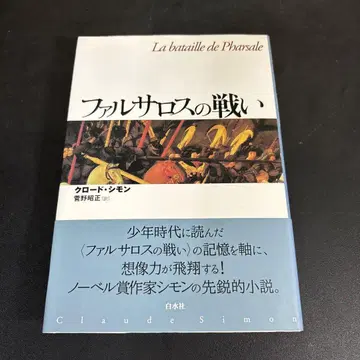 La bataille de Pharsale
ファルサロスの戦い
クロード・シモン
菅野昭正 訳
少年時代に読んだ
〈ファルサロスの戦い〉の記憶を軸に、
想像力が飛翔する!
ノーベル賞作家シモンの先鋭的小説。
白水社
Claude Simon